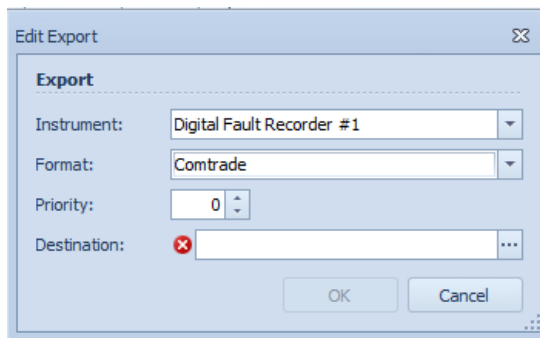 Edit Export
Export
Instrument: Digital Fault Recorder #1
Format: Comtrade
Priority: 0
Destination:
OK Cancel